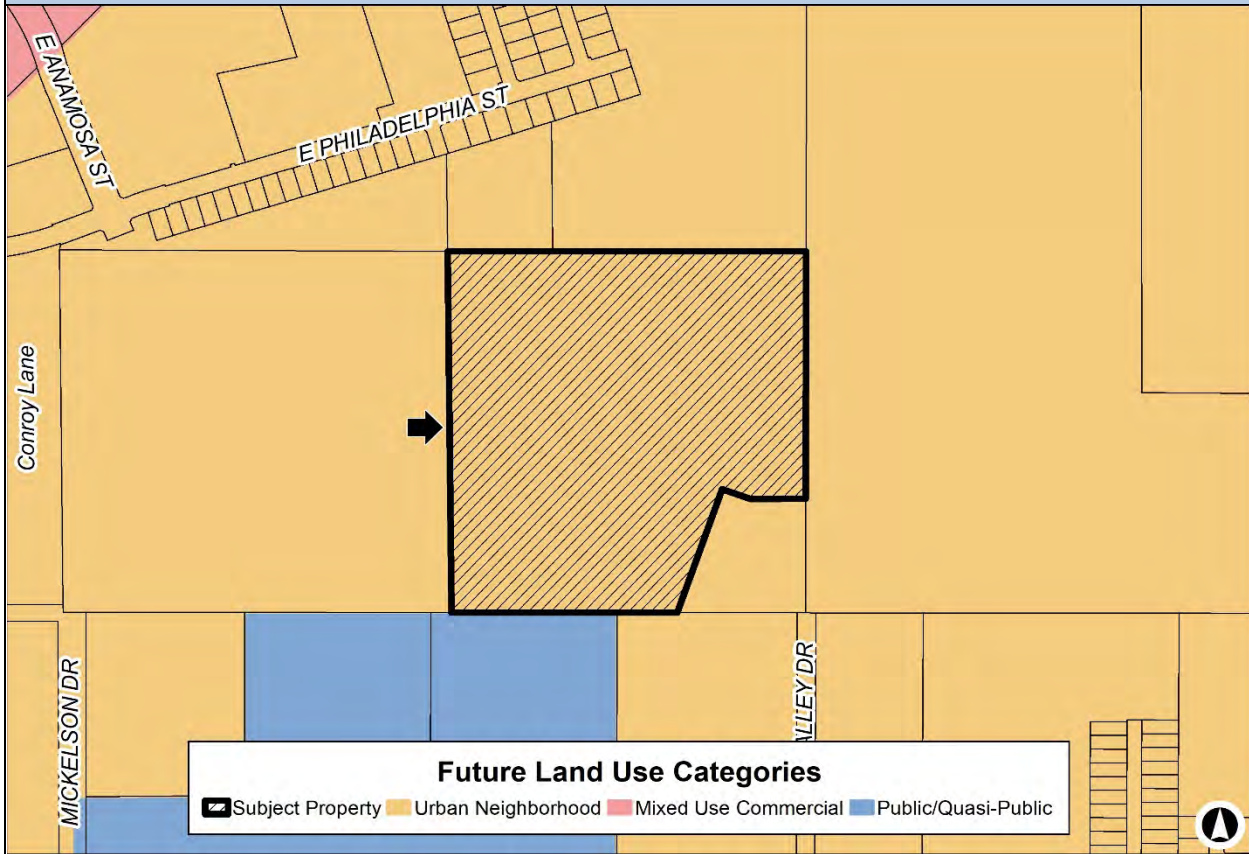 E ANAMOSA ST
E PHILADELPHIA ST
Conroy Lane
MICKELSON DR
ALLEY DR
Future Land Use Categories
Subject Property Urban Neighborhood Mixed Use Commercial Public/Quasi-Public